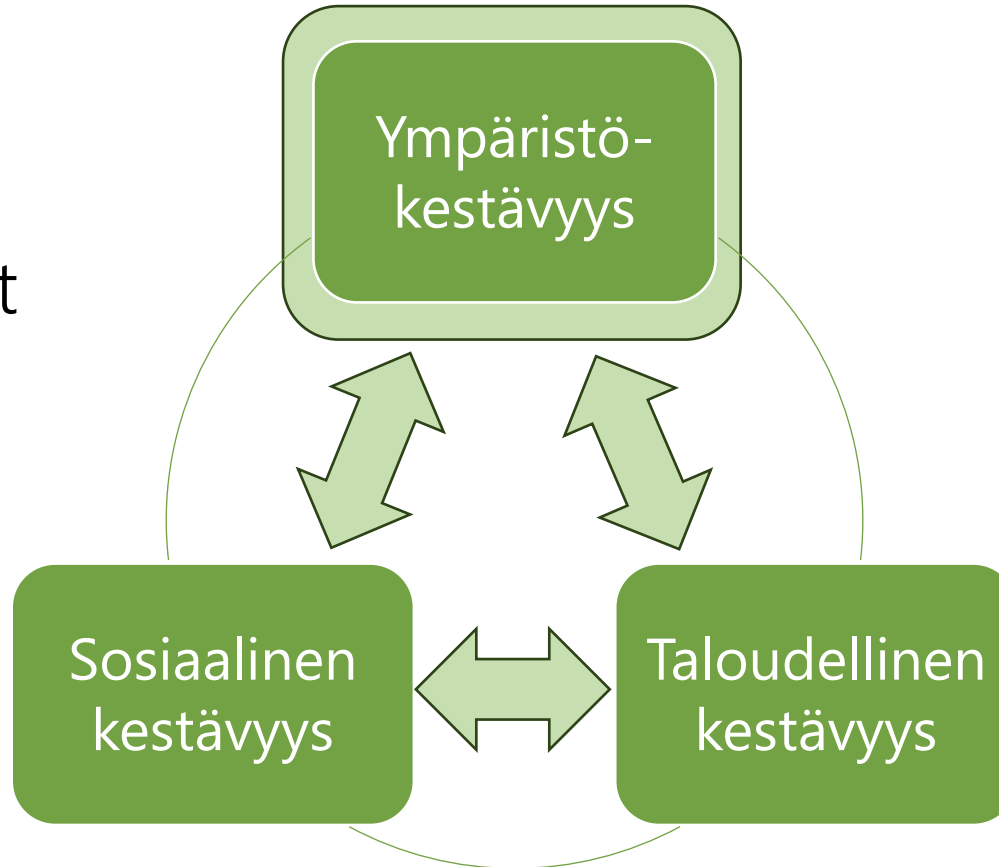 Ympäristö-
kestävyys
t
Sosiaalinen
kestävyys
Taloudellinen
kestävyys